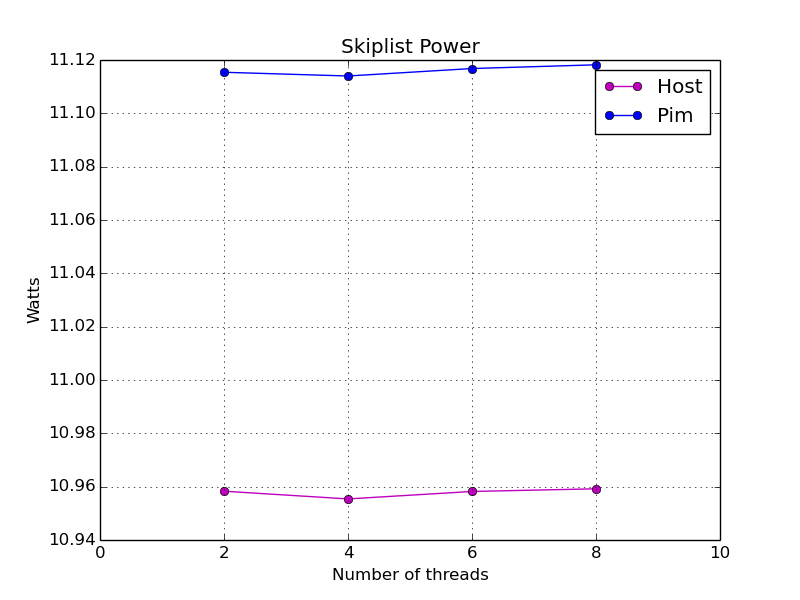 Skiplist Power
11.12
11.10
11.08
11.06
11.04
11.02
11.00
10.98
10.96
10.94
Watts
Host
Pim
0 2 4 6 8 10
Number of threads